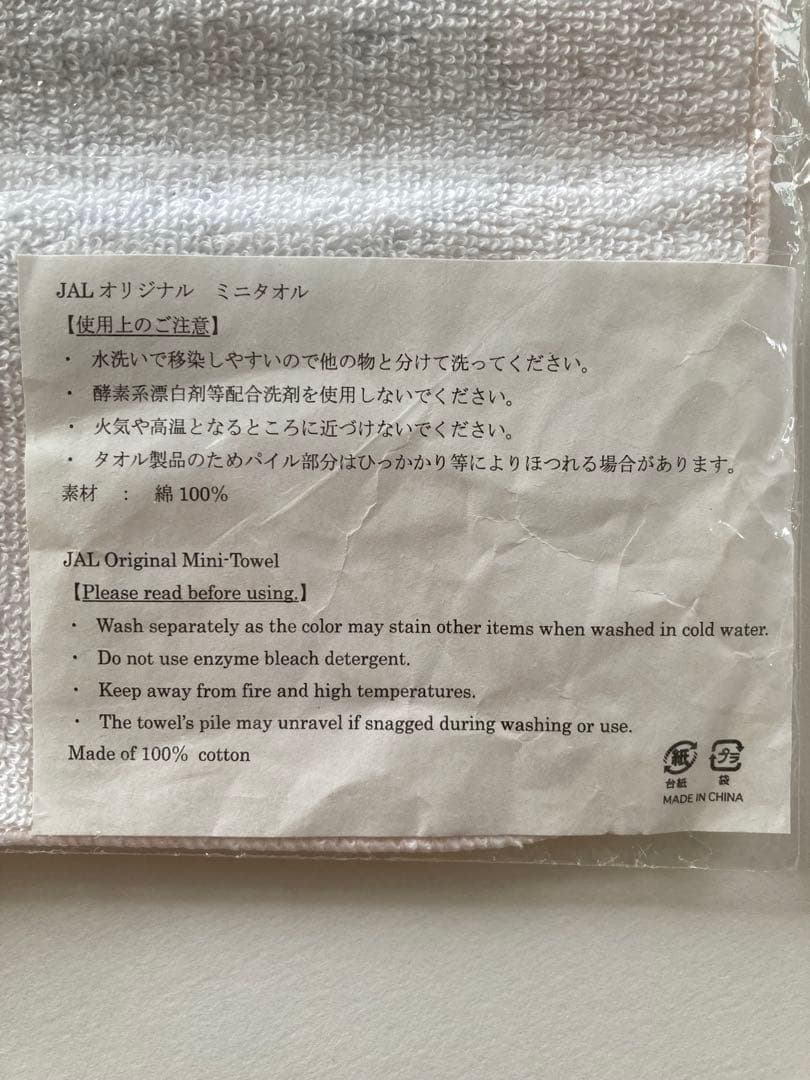 JALオリジナル　ミニタオル
【使用上のご注意】
・ 水洗いで移染しやすいので他の物と分けて洗ってください。
・ 酵素系漂白剤等配合洗剤を使用しないでください。
・ 火気や高温となるところに近づけないでください。
・ タオル製品のためパイル部分はひっかかり等によりほつれる場合があります。
素材　：　綿100%
JAL Original Mini-Towel
【Please read before using.】
・ Wash separately as the color may stain other items when washed in cold water.
・ Do not use enzyme bleach detergent.
・ Keep away from fire and high temperatures.
・ The towel's pile may unravel if snagged during washing or use.
Made of 100% cotton
紙 プラ
台紙 袋
MADE IN CHINA